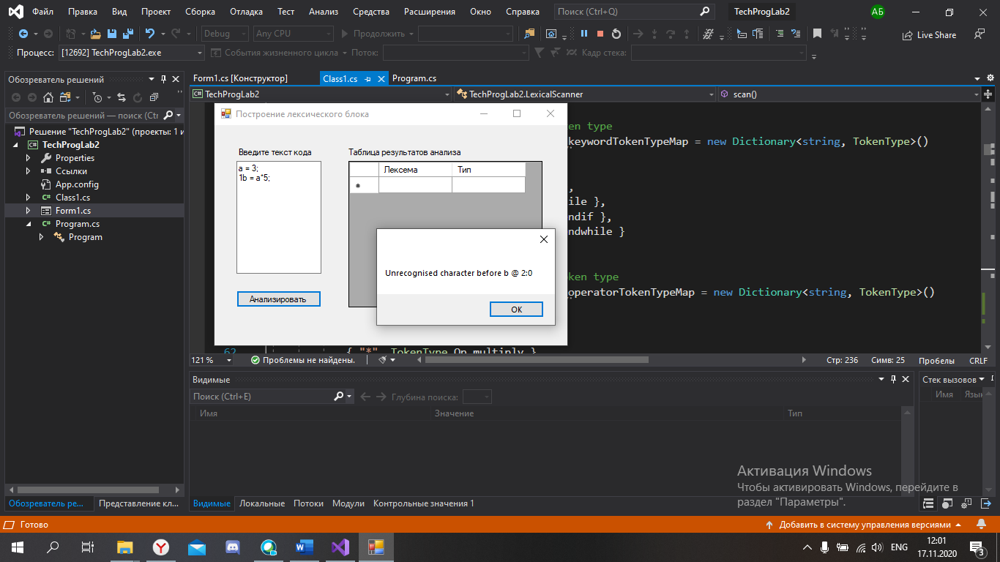 Файл Правка Вид Проект Сборка Отладка Тест Анализ Средства Расширения Окно Справка Поиск (Ctrl+Q) TechProgLab2 АБ
Debug Any CPU Продолжить Live Share
Процесс: [12692] TechProgLab2.exe События жизненного цикла Поток: Кадр стека:
Обозреватель решений
Обозреватель решений — поиск (Ctr
Решение "TechProgLab2" (проекты: 1 и
TechProgLab2
Properties
Ссылки
App.config
Class1.cs
Form1.cs
Program.cs
Program
Обозреватель ре... Представление кл...
Form1.cs [Конструктор] Class1.cs Program.cs
TechProgLab2 TechProgLab2.LexicalScanner scan()
Построение лексического блока
Введите текст кода
a = 3;
1b = a*5;
Анализировать
Таблица результатов анализа
Лексема Тип
*
Unrecognised character before b @ 2:0
OK
en type
keywordTokenTypeMap = new Dictionary<string, TokenType>()
,
ile },
ndif },
ndwhile }
ken type
operatorTokenTypeMap = new Dictionary<string, TokenType>()
62 { "*", TokenType.Op_multiply }
121 % Проблемы не найдены. Стр: 236 Симв: 25 Пробелы CRLF
Видимые
Поиск (Ctrl+E) Глубина поиска:
Имя Значение Тип
Видимые Локальные Потоки Модули Контрольные значения 1
Стек вызовов
Имя Язы
Активация Windows
Чтобы активировать Windows, перейдите в
раздел "Параметры".
Готово Добавить в систему управления версиями
ENG 12:01
17.11.2020
3